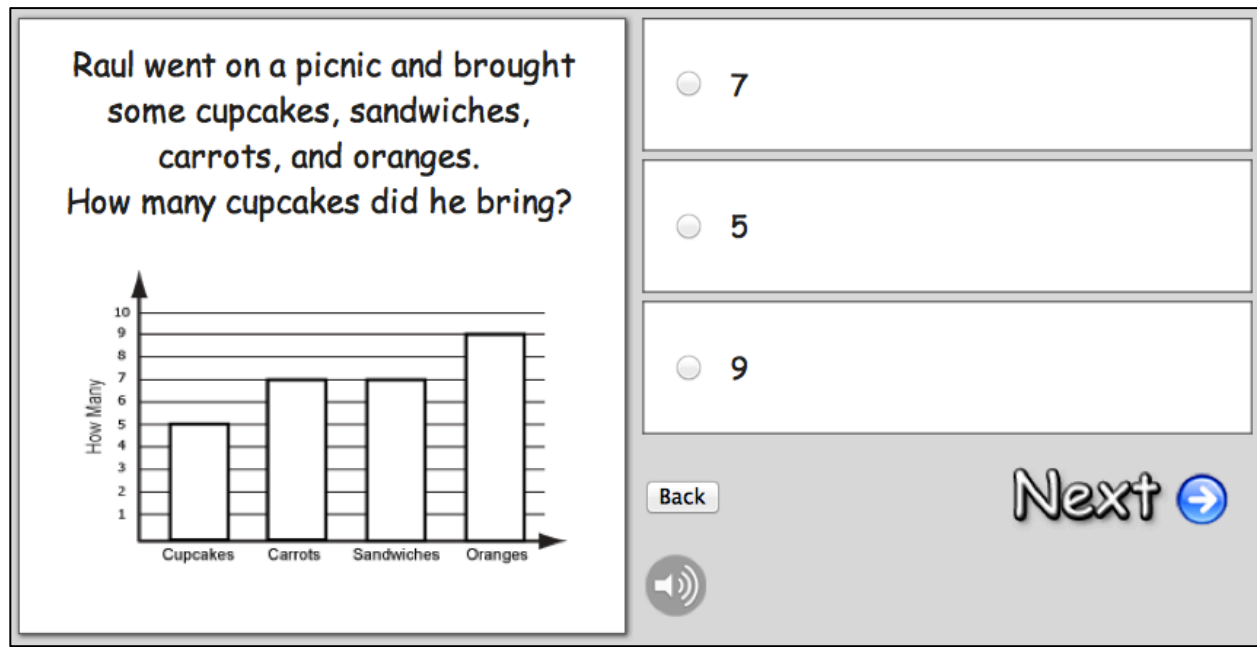 Raul went on a picnic and brought
some cupcakes, sandwiches,
carrots, and oranges.
How many cupcakes did he bring?
How Many
10
9
8
7
6
5
4
3
2
1
Cupcakes Carrots Sandwiches Oranges
7
5
9
Back
Next